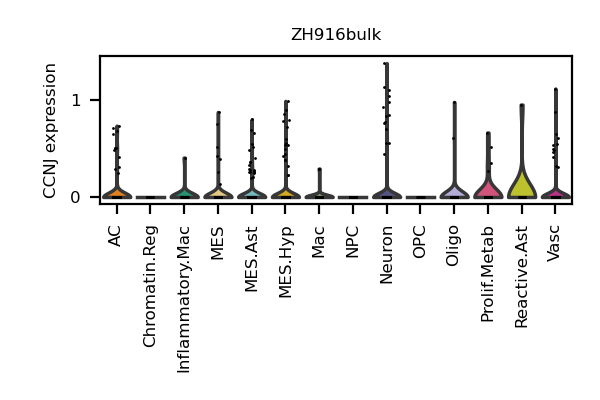 ZH916bulk
CCNJ expression
1
0
AC
Chromatin.Reg
Inflammatory.Mac
MES
MES.Ast
MES.Hyp
Mac
NPC
Neuron
OPC
Oligo
Prolif.Metab
Reactive.Ast
Vasc